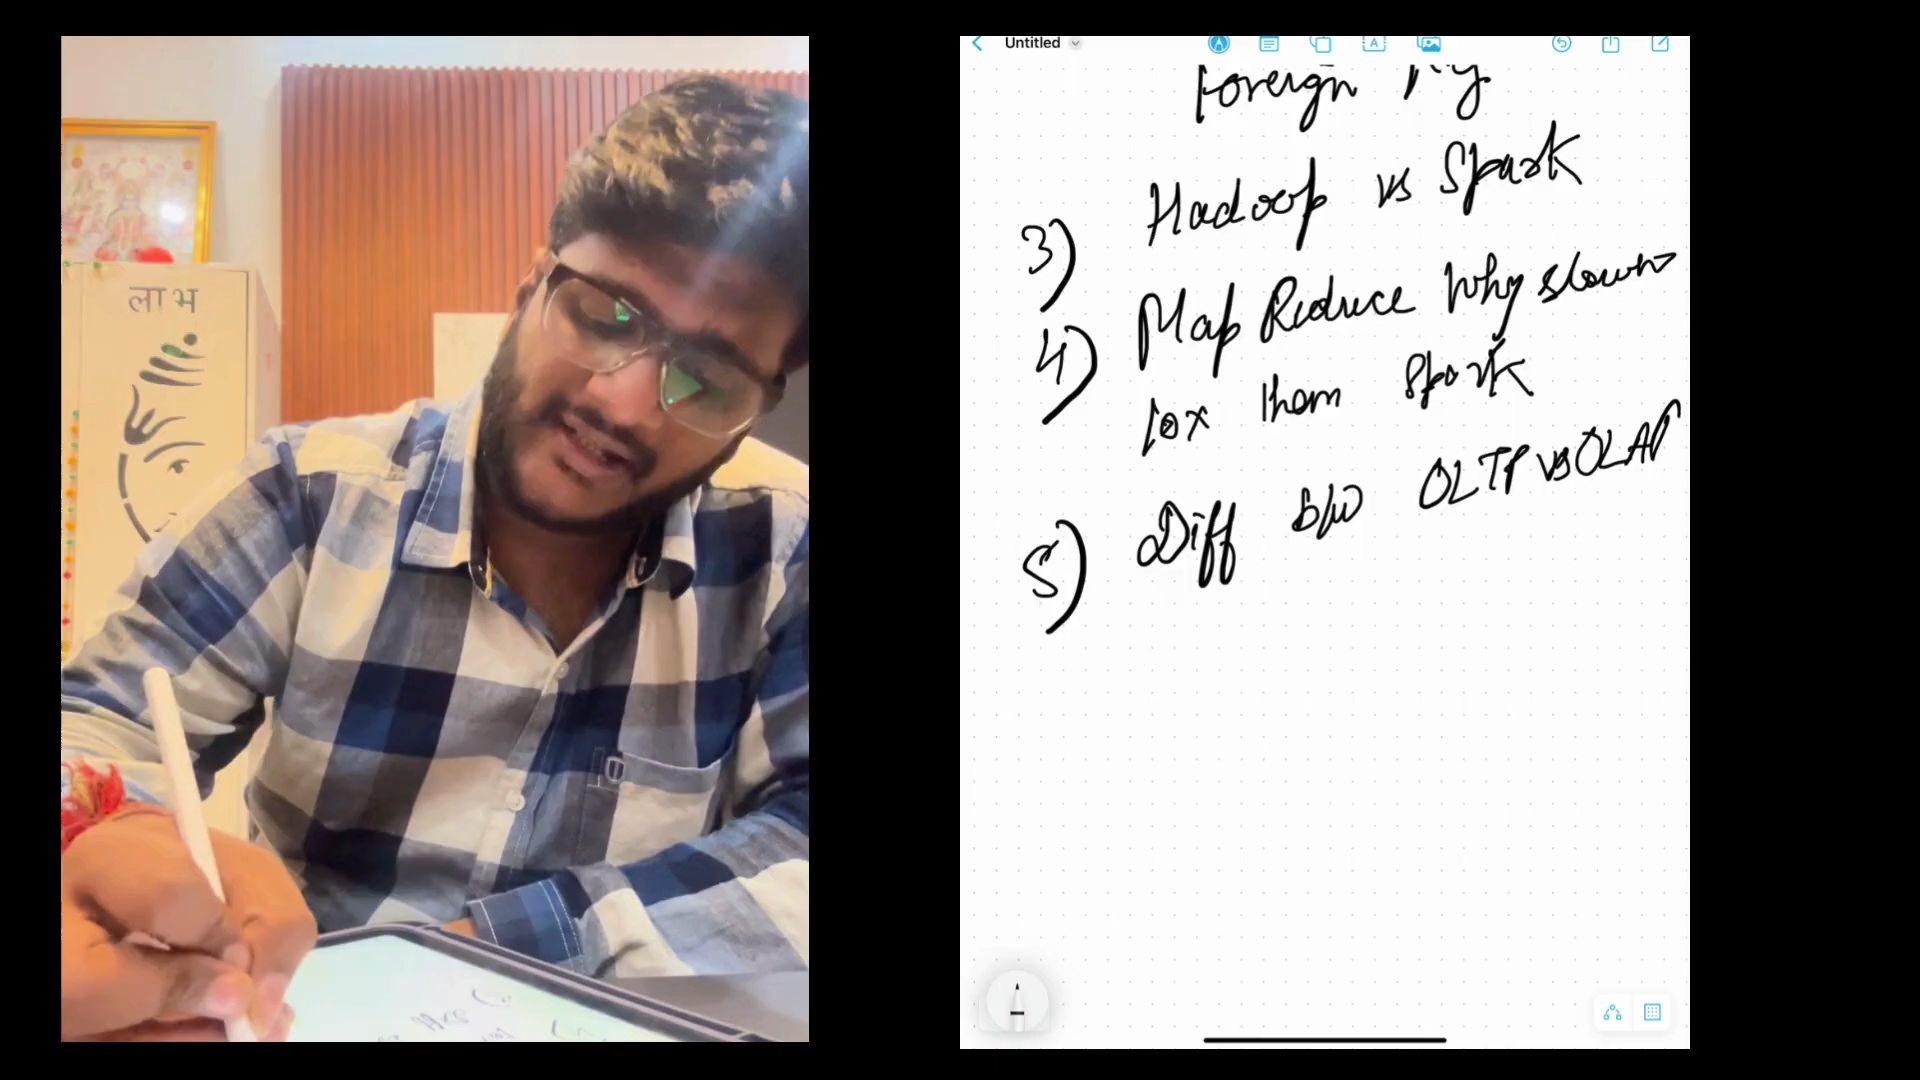 लाभ
Untitled
Foreign Key
3) Hadoop vs Spark
4) Map Reduce Why slower
10x them Spark
5) Diff b/w OLTP vs OLAP